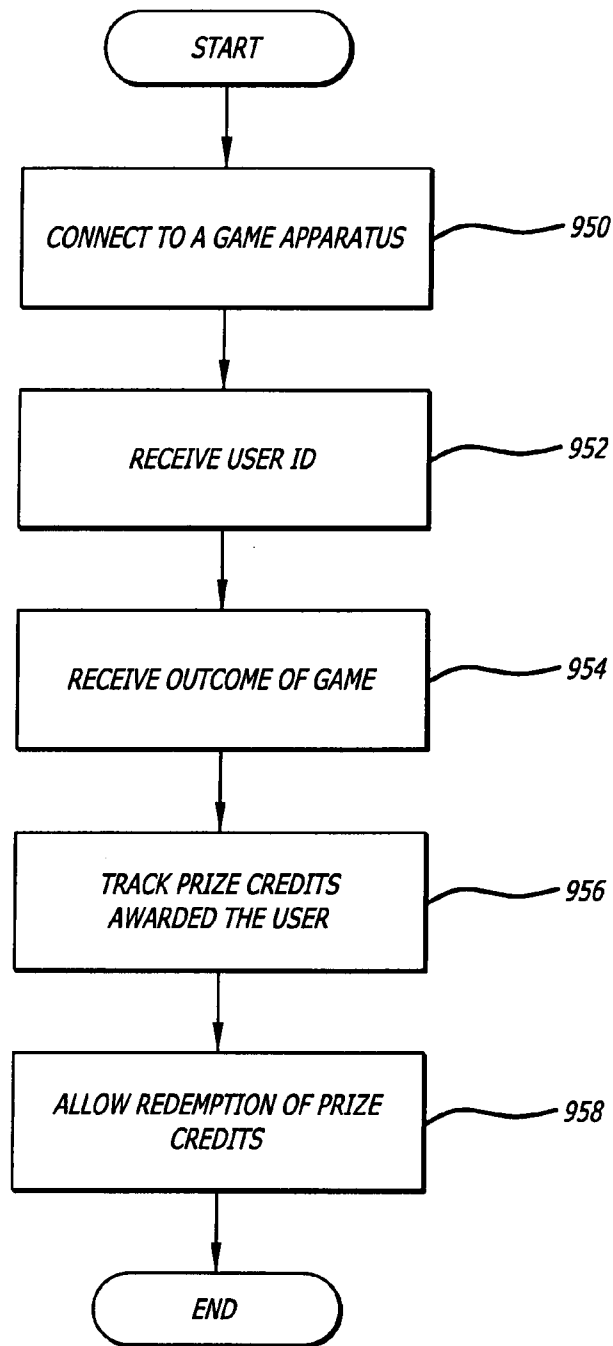 START
CONNECT TO A GAME APPARATUS
950
RECEIVE USER ID
952
RECEIVE OUTCOME OF GAME
954
TRACK PRIZE CREDITS
AWARDED THE USER
956
ALLOW REDEMPTION OF PRIZE
CREDITS
958
END